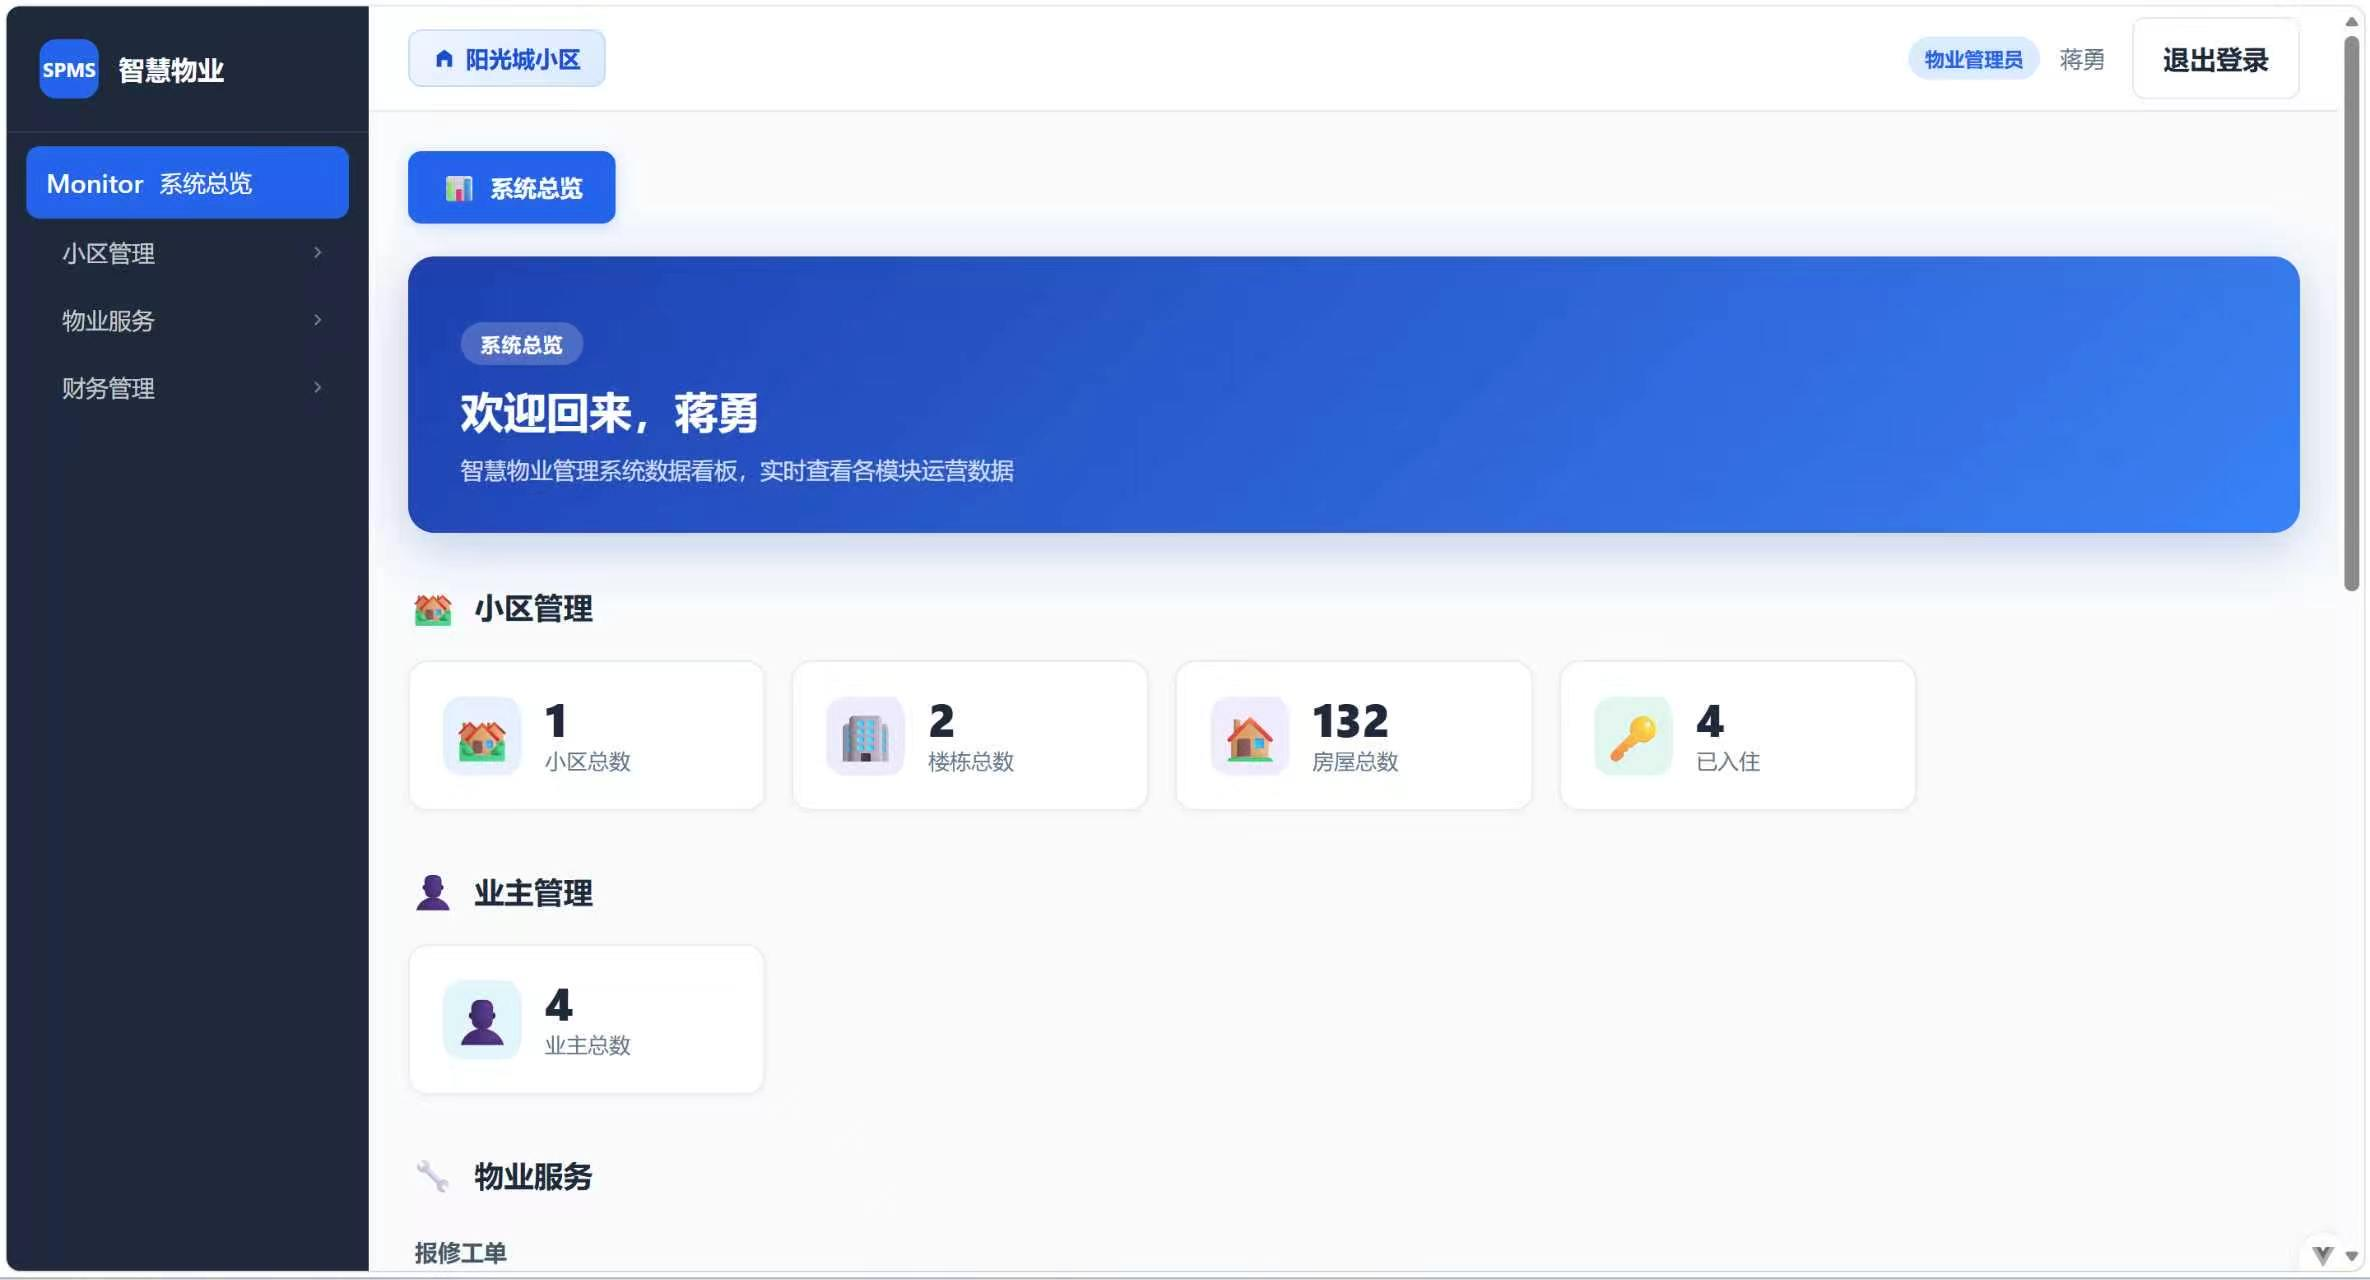 SPMS 智慧物业
Monitor 系统总览
小区管理
物业服务
财务管理
阳光城小区
物业管理员 蒋勇 退出登录
系统总览
系统总览
欢迎回来，蒋勇
智慧物业管理系统数据看板，实时查看各模块运营数据
小区管理
1
小区总数
2
楼栋总数
132
房屋总数
4
已入住
业主管理
4
业主总数
物业服务
报修工单